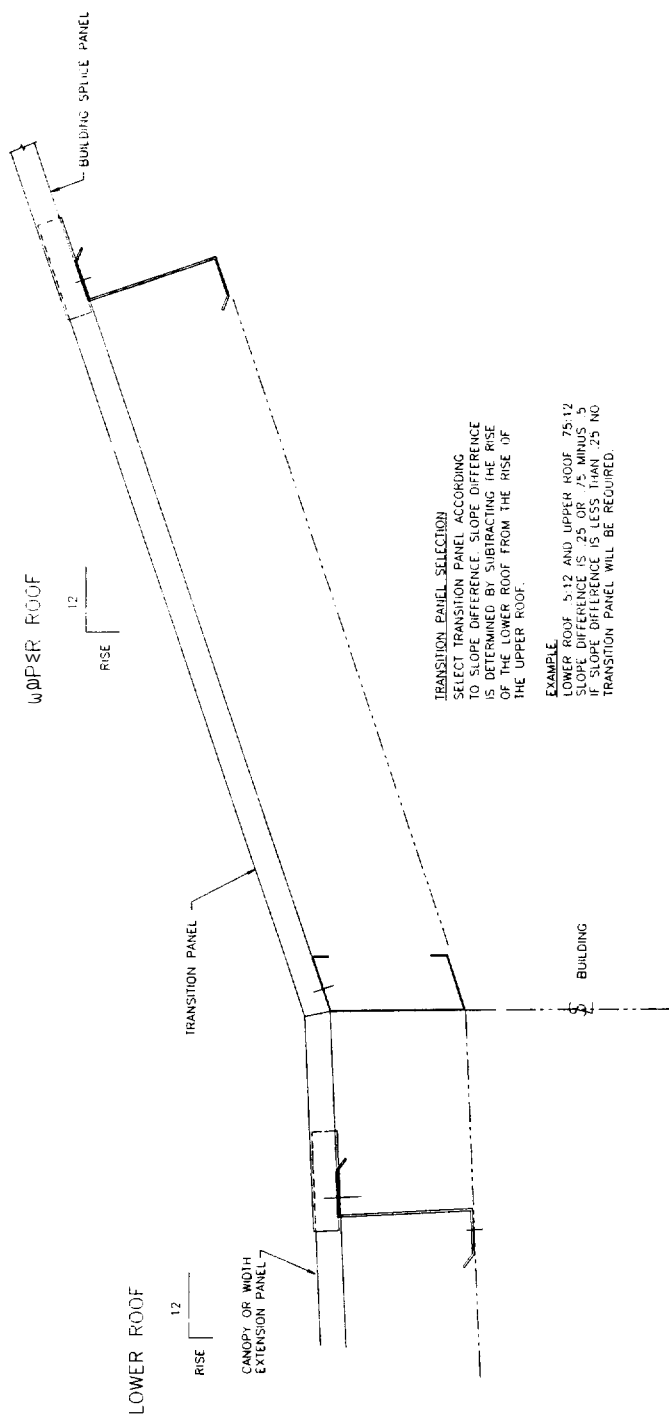 LOWER ROOF
12
RISE
CANOPY OR WIDTH
EXTENSION PANEL
TRANSITION PANEL
ROOF
12
RISE
BUILDING SPLICE PANEL
BUILDING
TRANSITION PANEL SELECTION
SELECT TRANSITION PANEL ACCORDING
TO SLOPE DIFFERENCE. SLOPE DIFFERENCE
IS DETERMINED BY SUBTRACTING THE RISE
OF THE LOWER ROOF FROM THE RISE OF
THE UPPER ROOF.
EXAMPLE
LOWER ROOF .5:12 AND UPPER ROOF .75:12
SLOPE DIFFERENCE IS .25 OR .75 MINUS .5
IF SLOPE DIFFERENCE IS LESS THAN .25 NO
TRANSITION PANEL WILL BE REQUIRED.